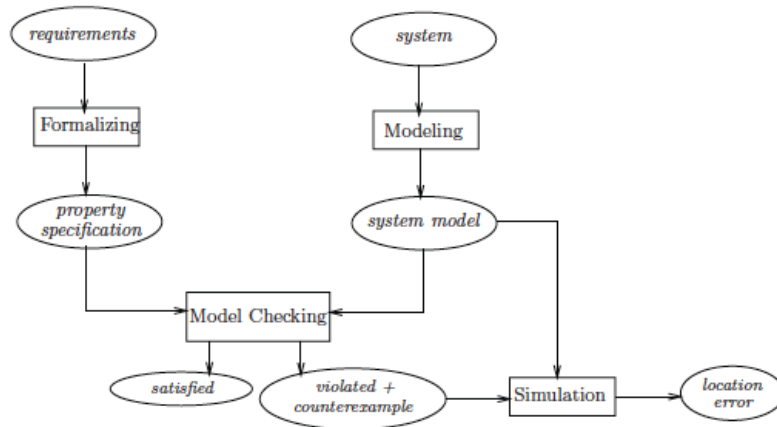 requirements
system
Formalizing
Modeling
property
specification
system model
Model Checking
satisfied
violated +
counterexample
Simulation
location
error